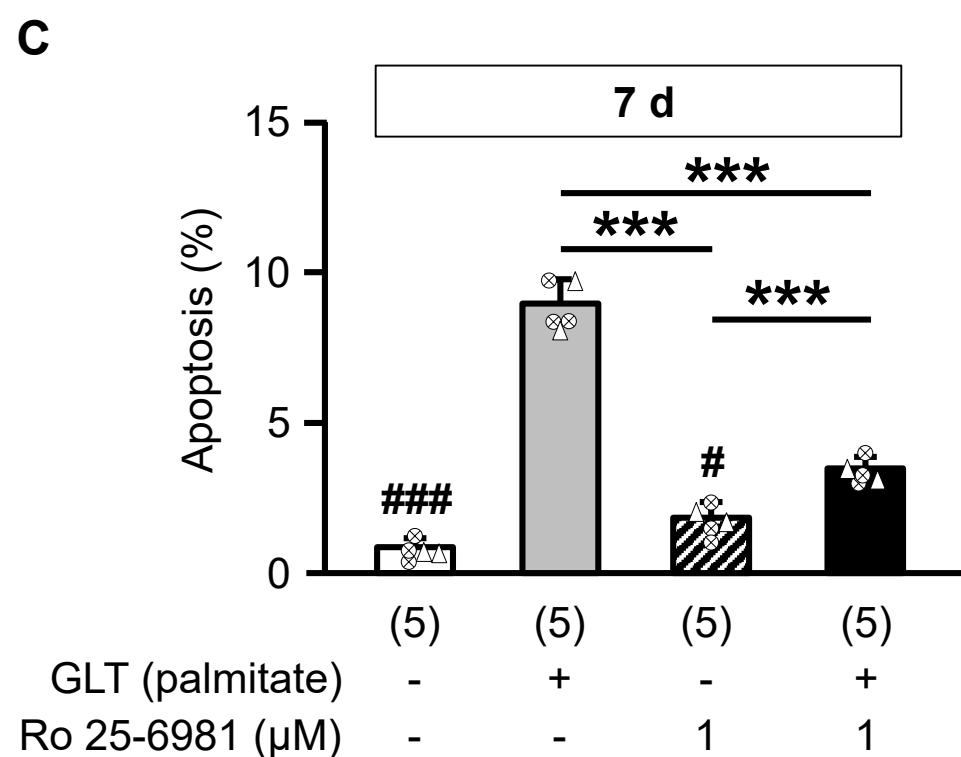 C
7 d
15
***
***
10
***
Apoptosis (%)
5
#
###
0
(5) (5) (5) (5)
GLT (palmitate) - + - +
Ro 25-6981 (µM) - - 1 1